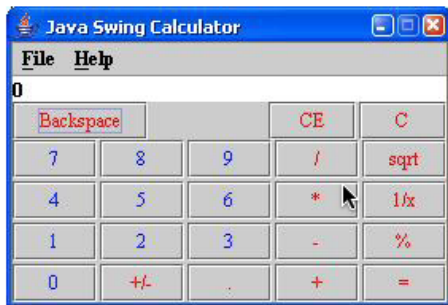 Java Swing Calculator
File Help
0
Backspace CE C
7 8 9 / sqrt
4 5 6 * 1/x
1 2 3 - %
0 +/- . + =